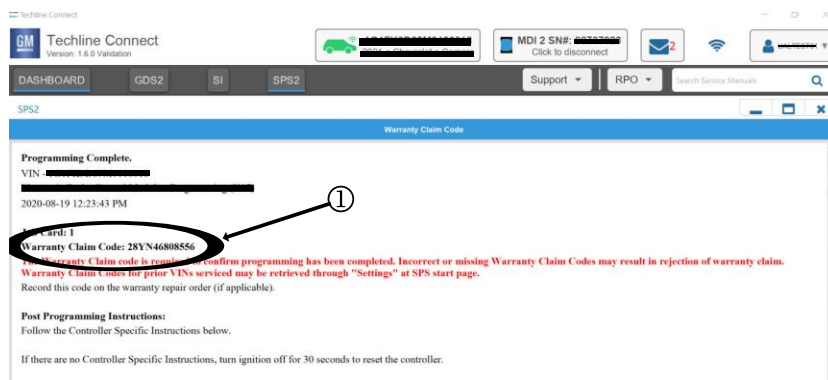 Techline Connect
GM
Techline Connect
Version: 1.6.0 Validation
2021 - Chevrolet - Camaro
MDI 2 SN#:
Click to disconnect
2
DASHBOARD GDS2 SI SPS2 Support RPO Search Service Manuals
SPS2
Warranty Claim Code
Programming Complete.
VIN -
2020-08-19 12:23:43 PM
①
Card: 1
Warranty Claim Code: 28YN46808556
The Warranty Claim code is required to confirm programming has been completed. Incorrect or missing Warranty Claim Codes may result in rejection of warranty claim.
Warranty Claim Codes for prior VINs serviced may be retrieved through "Settings" at SPS start page.
Record this code on the warranty repair order (if applicable).
Post Programming Instructions:
Follow the Controller Specific Instructions below.
If there are no Controller Specific Instructions, turn ignition off for 30 seconds to reset the controller.